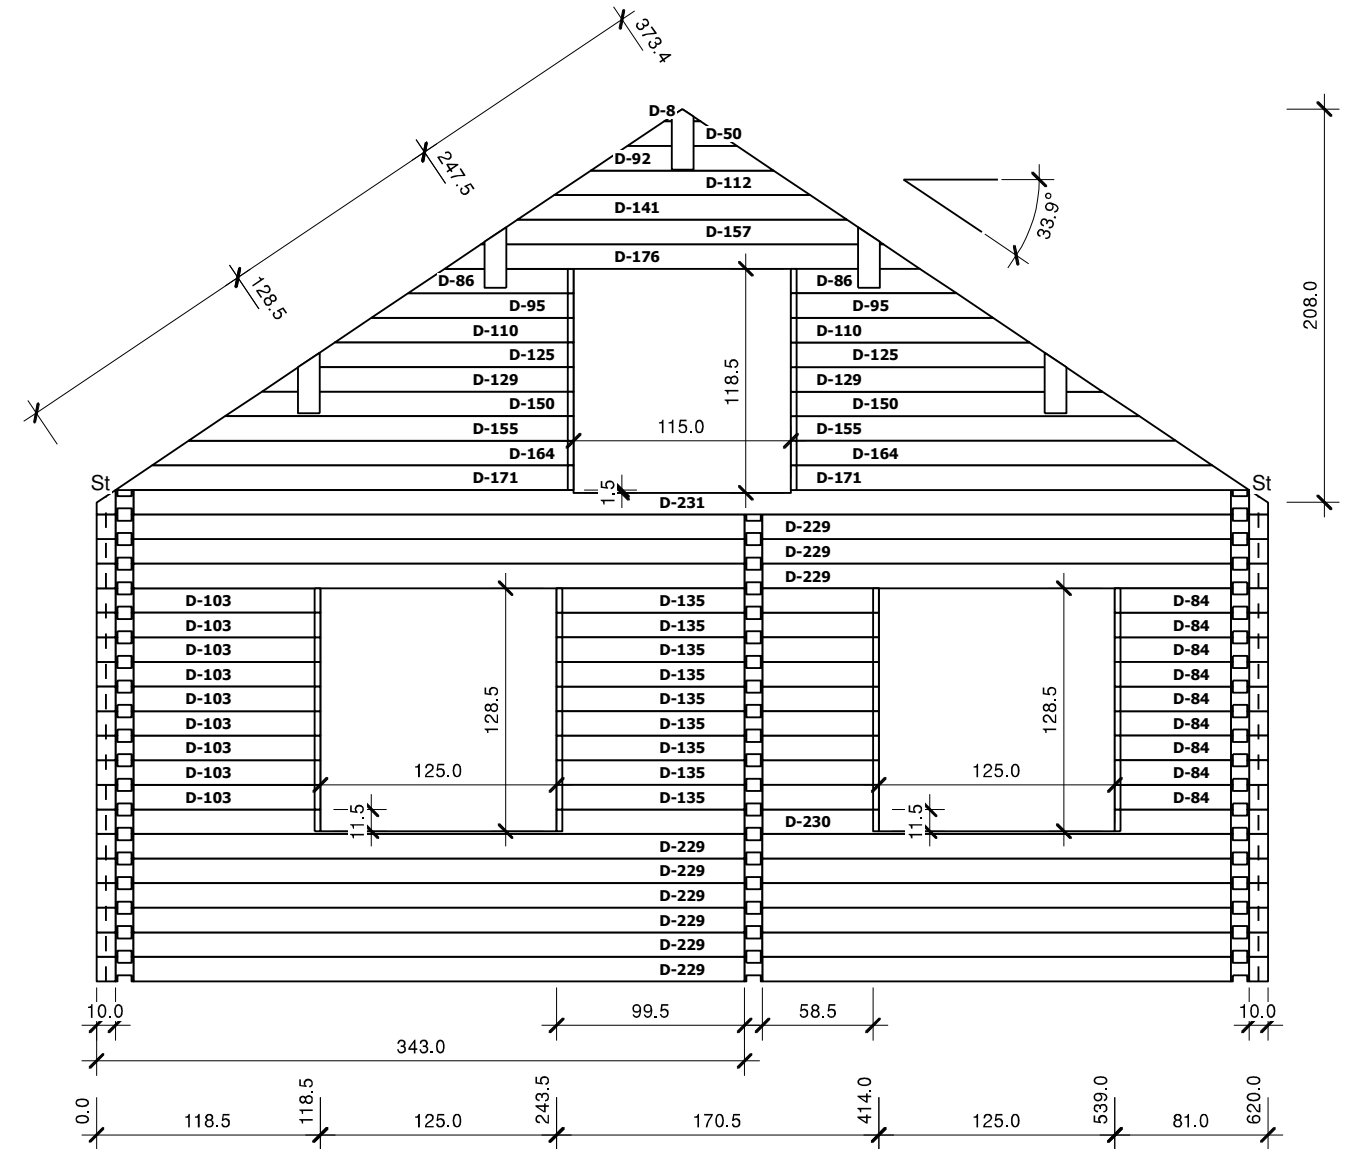 373.4
D-8
D-50
247.5
D-92
D-112
33.9°
D-141
D-157
D-176
128.5
D-86 D-86
208.0
D-95 D-95
D-110 D-110
D-125 D-125
118.5
D-129 D-129
D-150 D-150
D-155 115.0 D-155
D-164 D-164
D-171 D-171
St St
1.5
D-231
D-229
D-229
D-229
D-103 D-135 D-84
D-103 D-135 D-84
D-103 D-135 D-84
D-103 D-135 D-84
D-103 D-135 D-84
128.5 128.5
D-103 D-135 D-84
D-103 D-135 D-84
D-103 125.0 D-135 125.0 D-84
D-103 D-135 D-84
11.5 D-230 11.5
D-229
D-229
D-229
D-229
D-229
D-229
10.0 99.5 58.5 10.0
343.0
0.0 118.5 243.5 414.0 539.0 620.0
118.5 125.0 170.5 125.0 81.0